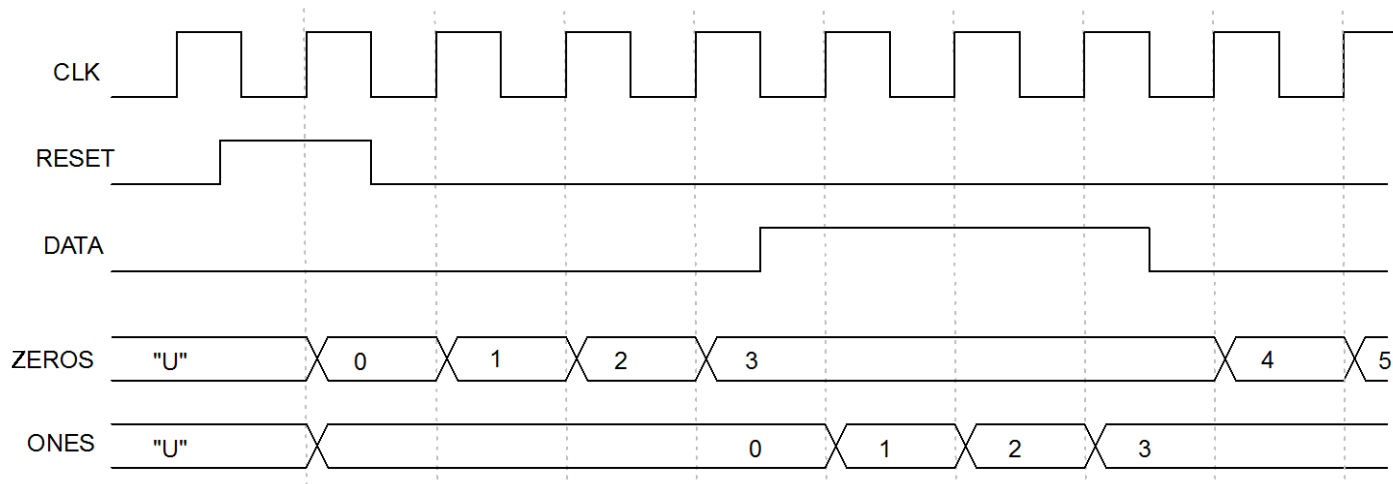 CLK
RESET
DATA
ZEROS "U" 0 1 2 3 4 5
ONES "U" 0 1 2 3